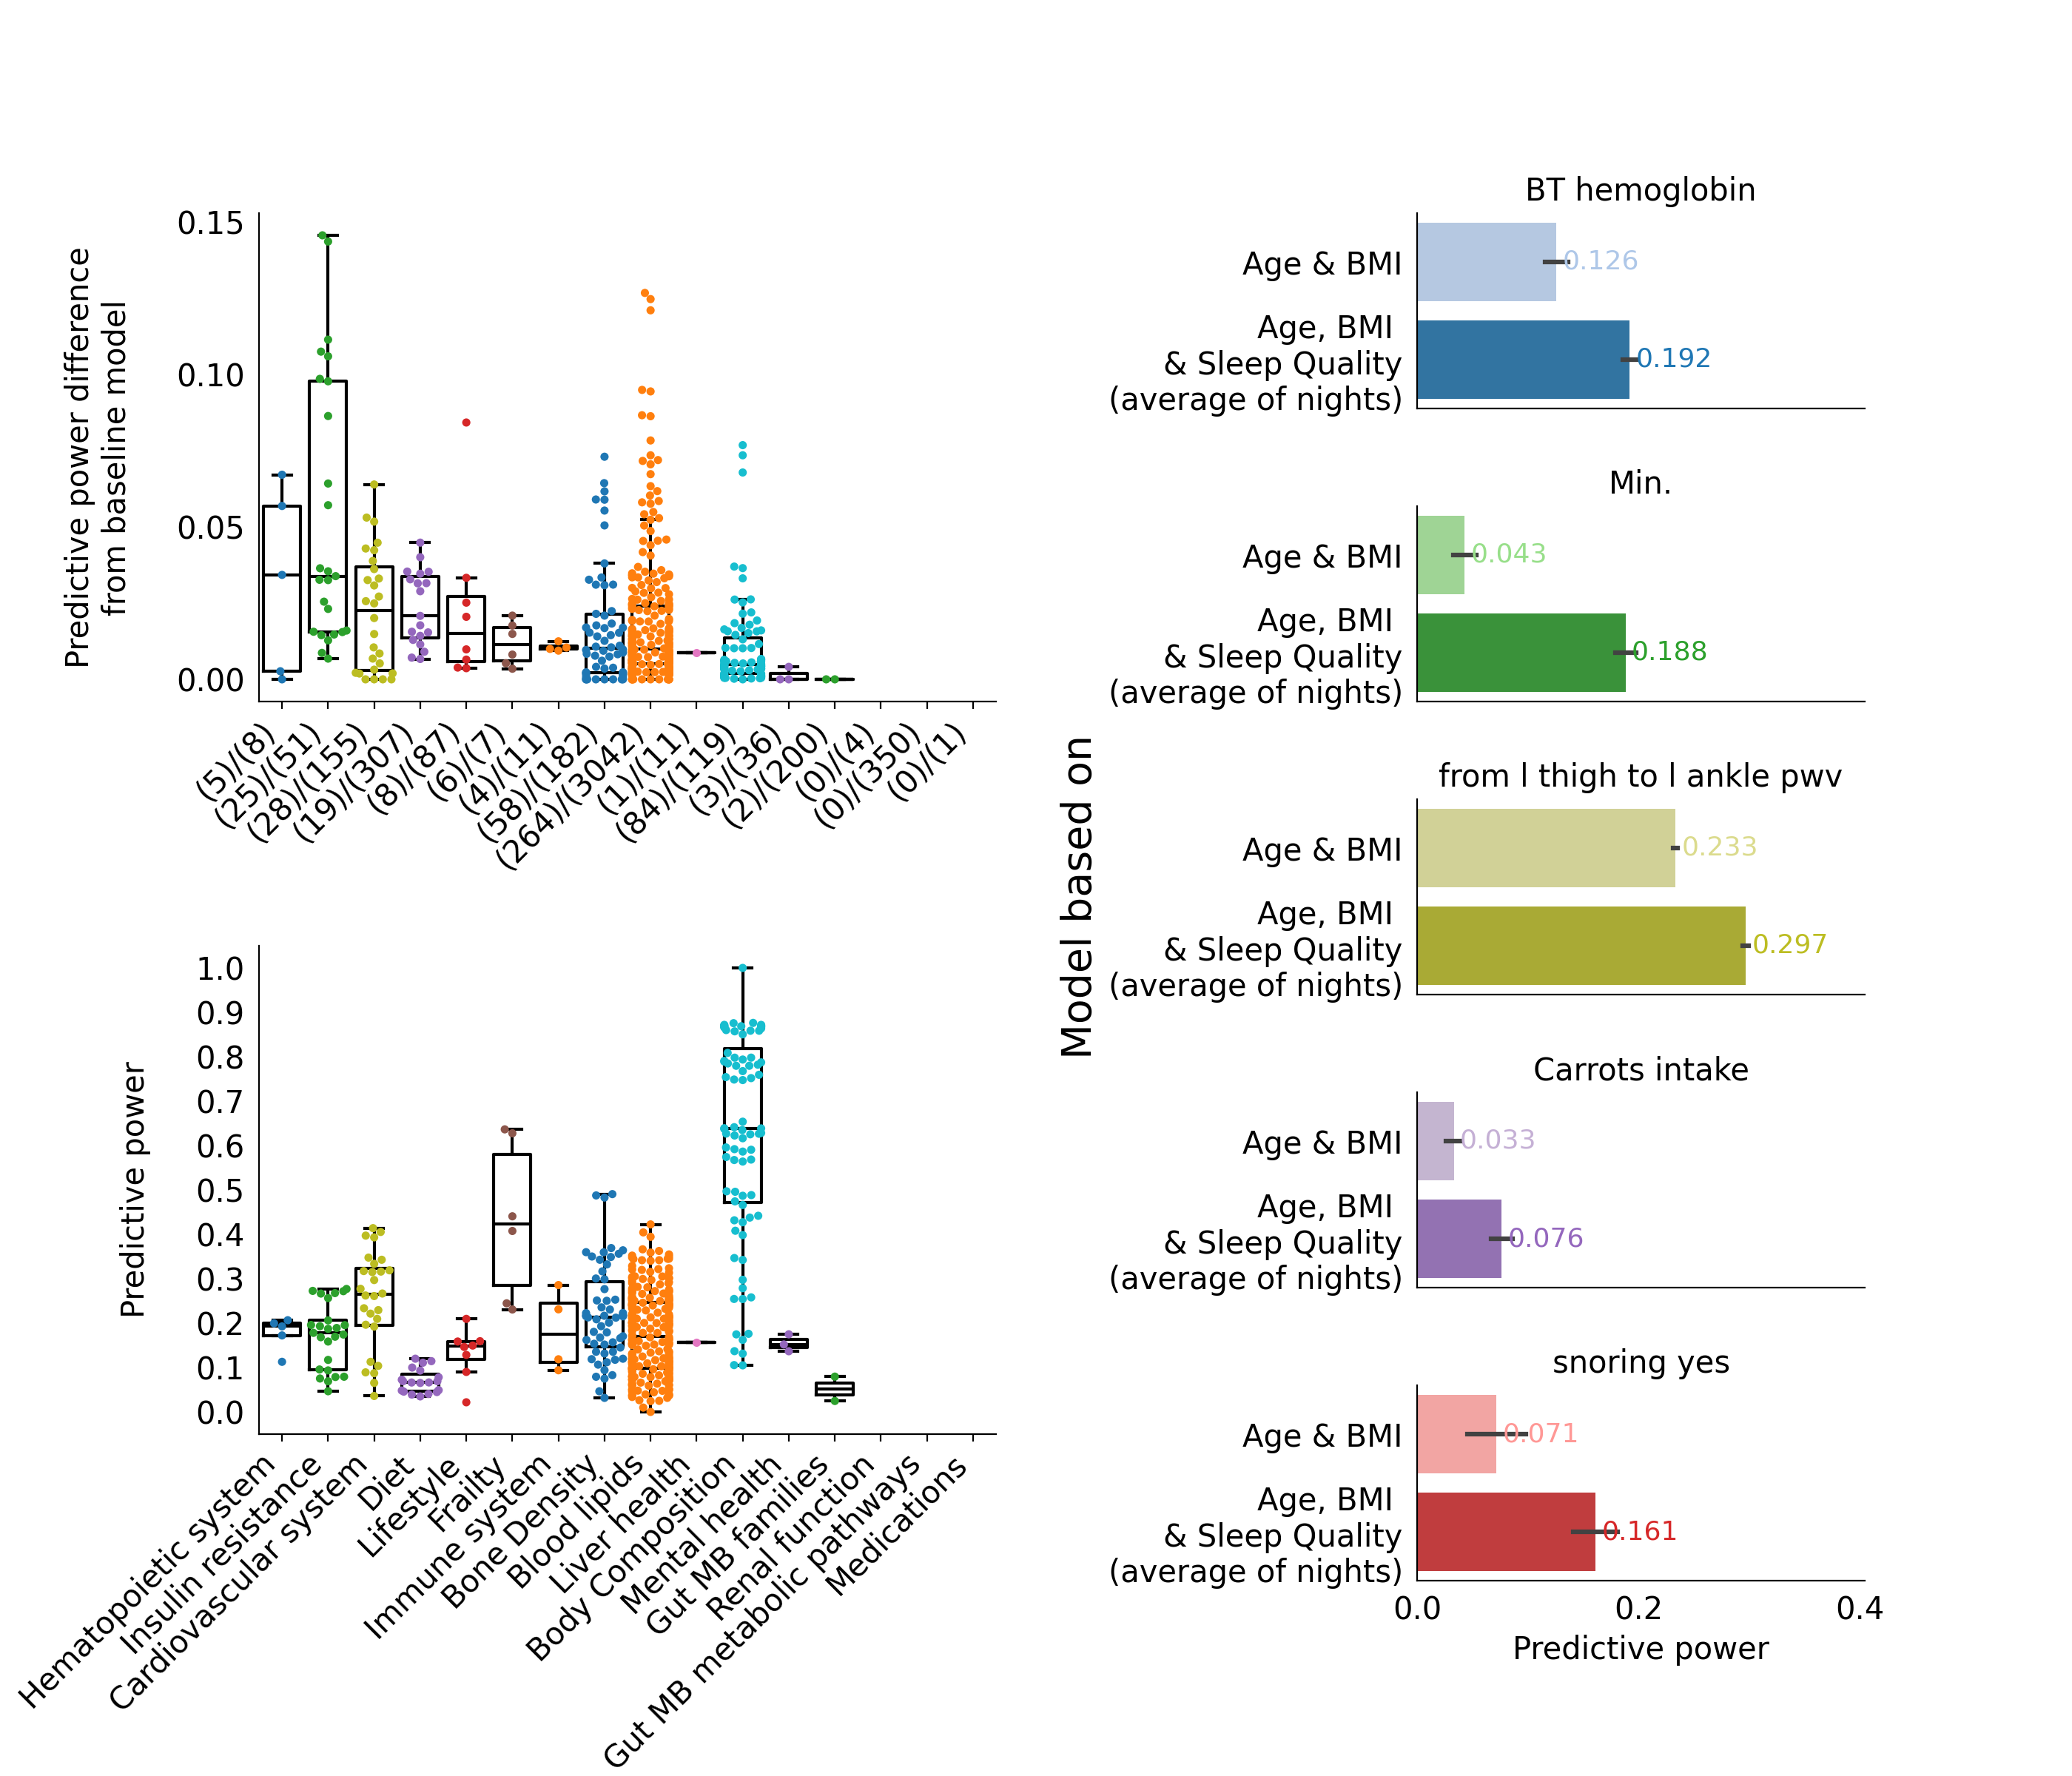 Predictive power difference
from baseline model
0.15
0.10
0.05
0.00
(5)/(8)
(25)/(51)
(28)/(155)
(19)/(307)
(8)/(87)
(6)/(7)
(4)/(11)
(58)/(182)
(264)/(3042)
(1)/(11)
(84)/(119)
(3)/(36)
(2)/(200)
(0)/(4)
(0)/(350)
(0)/(1)
Predictive power
1.0
0.9
0.8
0.7
0.6
0.5
0.4
0.3
0.2
0.1
0.0
Hematopoietic system
Insulin resistance
Cardiovascular system
Diet
Lifestyle
Frailty
Immune system
Bone Density
Blood lipids
Liver health
Body Composition
Mental health
Gut MB families
Renal function
Gut MB metabolic pathways
Medications
Model based on
BT hemoglobin
Age & BMI
0.126
Age, BMI
& Sleep Quality
(average of nights)
0.192
Min.
Age & BMI
0.043
Age, BMI
& Sleep Quality
(average of nights)
0.188
from l thigh to l ankle pwv
Age & BMI
0.233
Age, BMI
& Sleep Quality
(average of nights)
0.297
Carrots intake
Age & BMI
0.033
Age, BMI
& Sleep Quality
(average of nights)
0.076
snoring yes
Age & BMI
0.071
Age, BMI
& Sleep Quality
(average of nights)
0.161
0.0
0.2
0.4
Predictive power